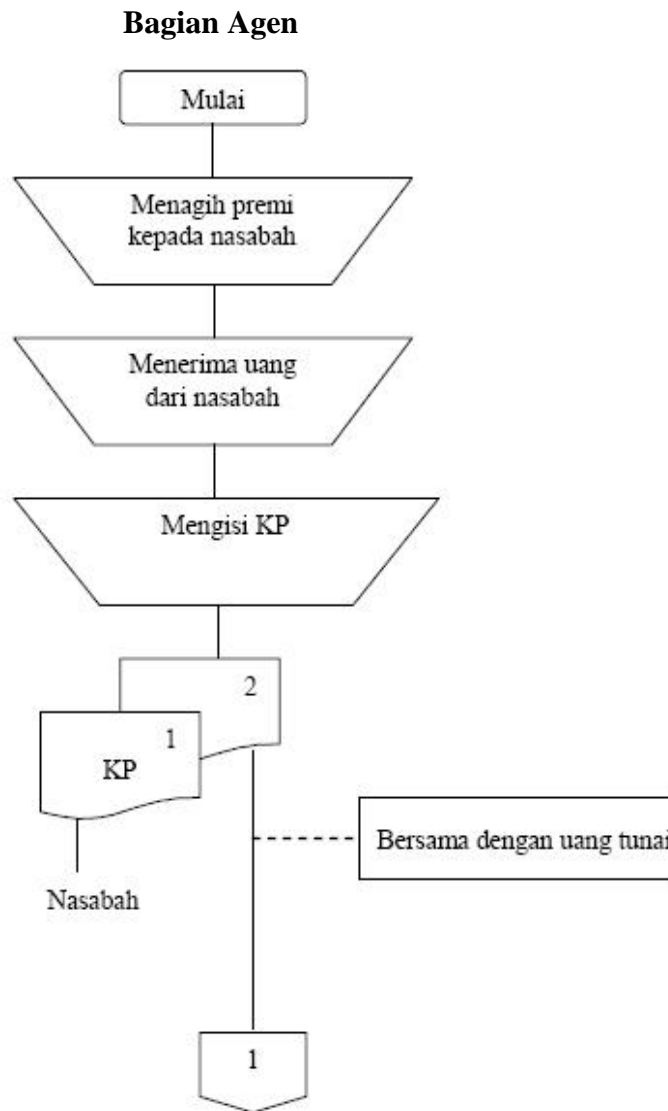 Bagian Agen
Mulai
Menagih premi
kepada nasabah
Menerima uang
dari nasabah
Mengisi KP
2
1
KP
Bersama dengan uang tunai
Nasabah
1